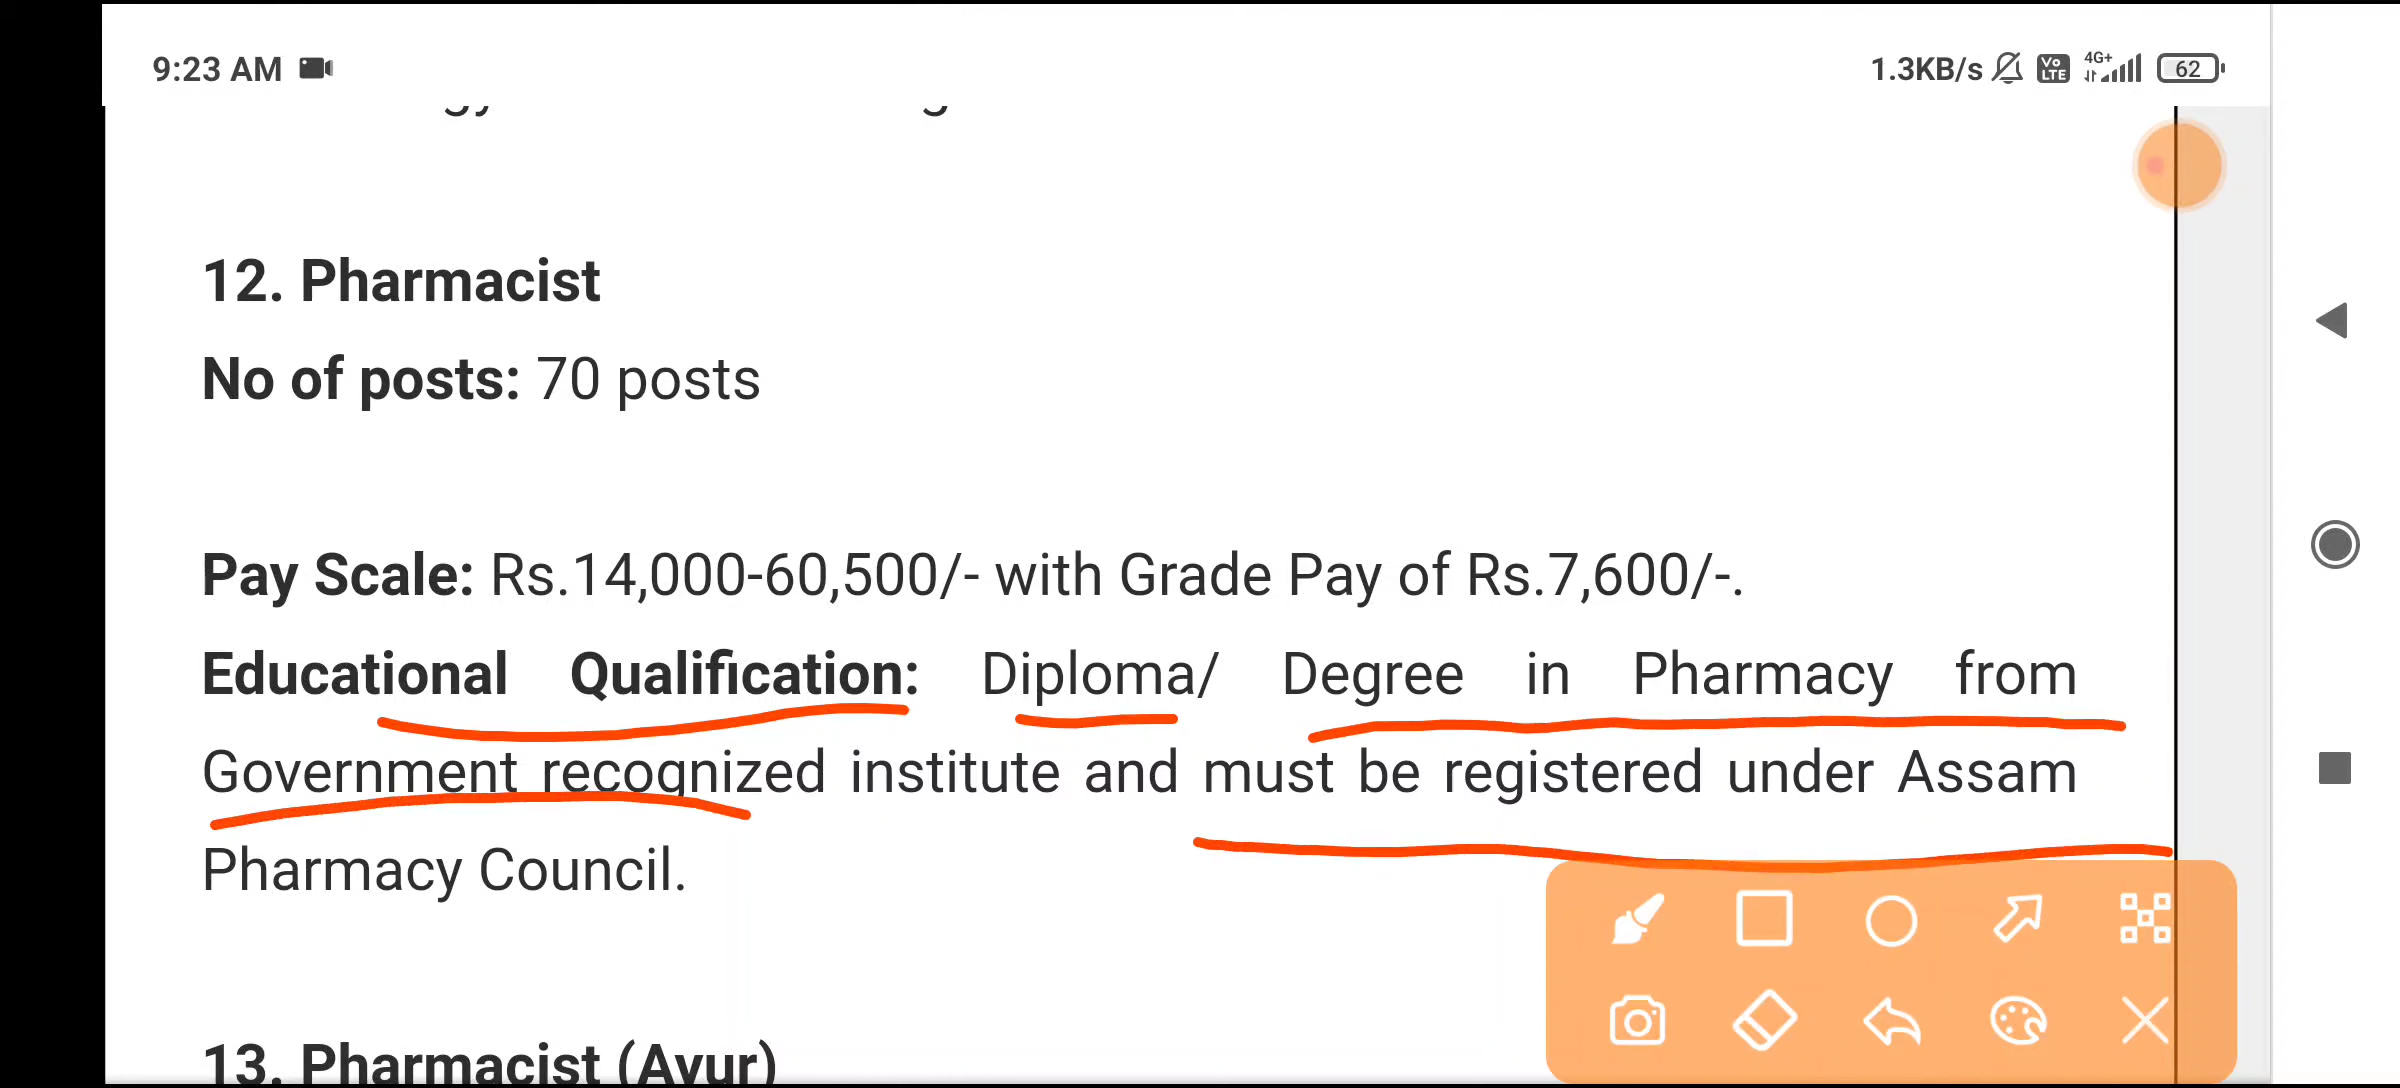 9:23 AM
1.3KB/s Vo LTE 4G+ 62
12. Pharmacist
No of posts: 70 posts
Pay Scale: Rs.14,000-60,500/- with Grade Pay of Rs.7,600/-.
Educational Qualification: Diploma/ Degree in Pharmacy from
Government recognized institute and must be registered under Assam
Pharmacy Council.
13. Pharmacist (Ayur)